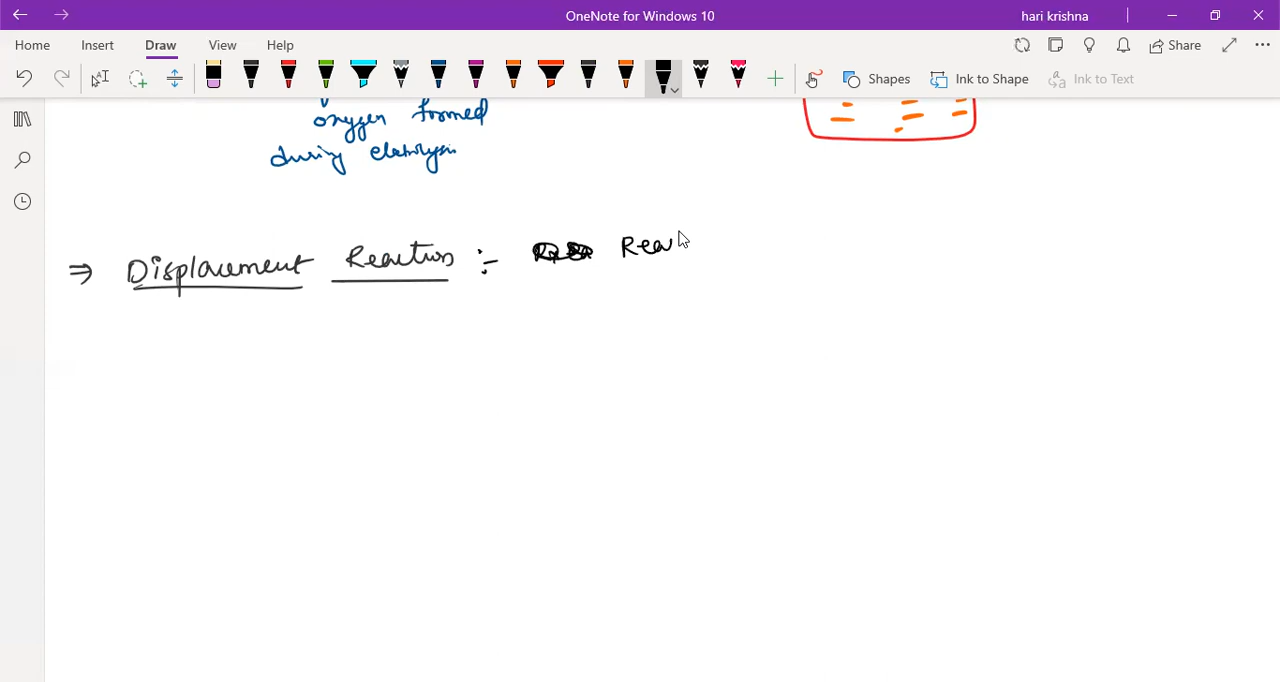 OneNote for Windows 10
hari krishna
Home Insert Draw View Help
Share
Shapes Ink to Shape Ink to Text
oxygen formed
during
⇒ Displacement Reaction :- Rea